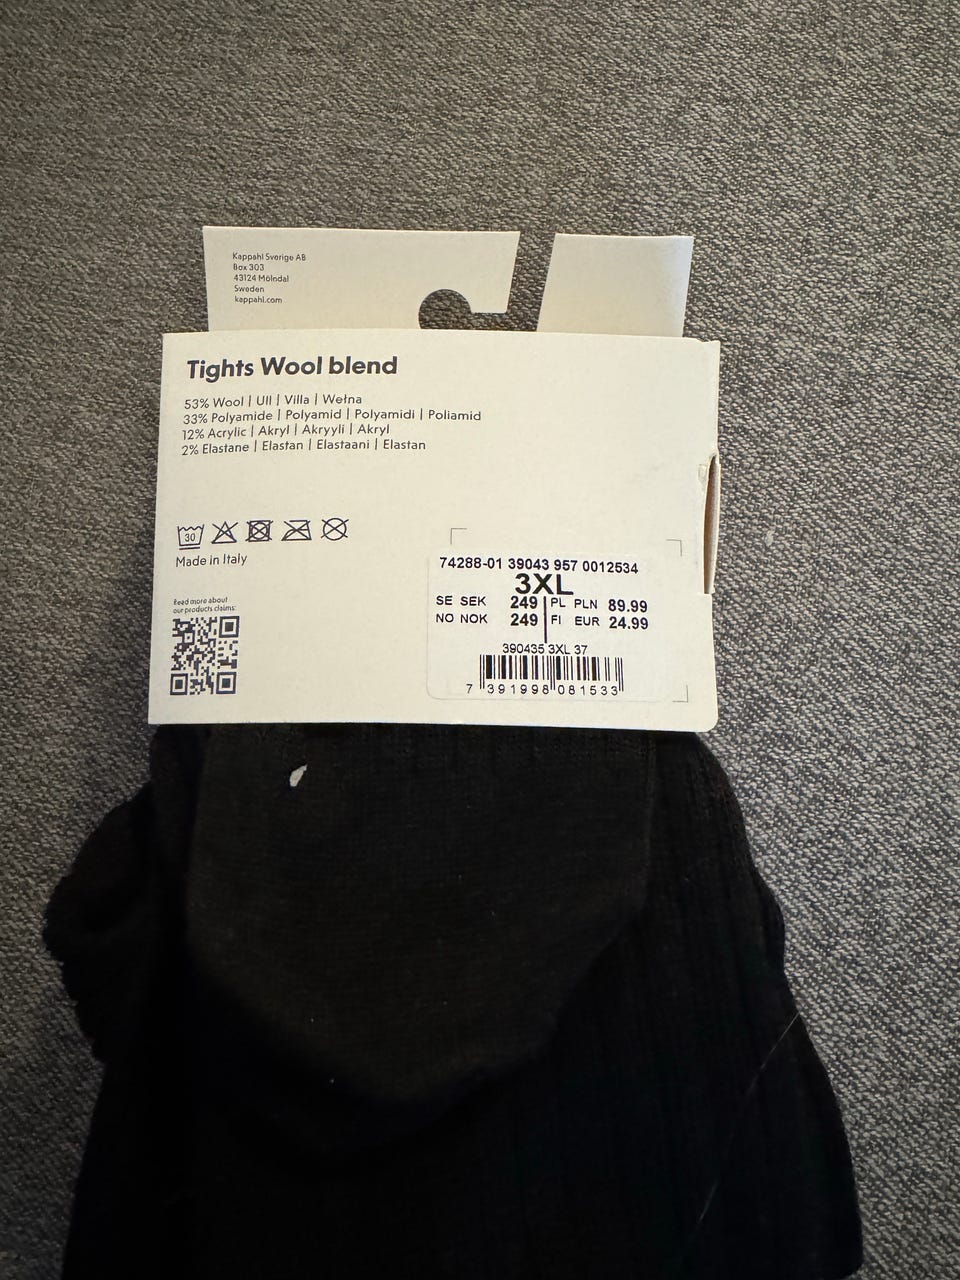 Kappahl Sverige AB
Box 303
43124 Mölndal
Sweden
kappahl.com
Tights Wool blend
53% Wool | Ull | Villa | Wełna
33% Polyamide | Polyamid | Polyamidi | Poliamid
12% Acrylic | Akryl | Akryyli | Akryl
2% Elastane | Elastan | Elastaani | Elastan
30
Made in Italy
Read more about
our products claims:
74288-01 39043 957 0012534
3XL
SE SEK 249 | PL PLN 89.99
NO NOK 249 | FI EUR 24.99
390435 3XL 37
7 391998 081533